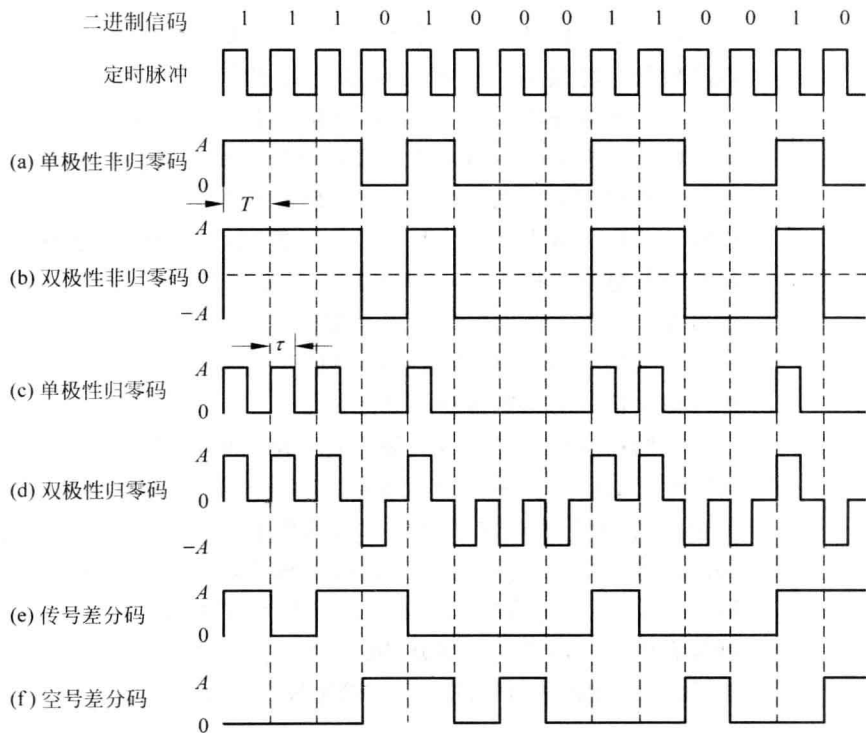 二进制信码 1 1 1 0 1 0 0 0 1 1 0 0 1 0
定时脉冲
A
(a) 单极性非归零码
0
T
A
(b) 双极性非归零码 0
−A
τ
A
(c) 单极性归零码
0
A
(d) 双极性归零码 0
−A
A
(e) 传号差分码
0
A
(f) 空号差分码
0